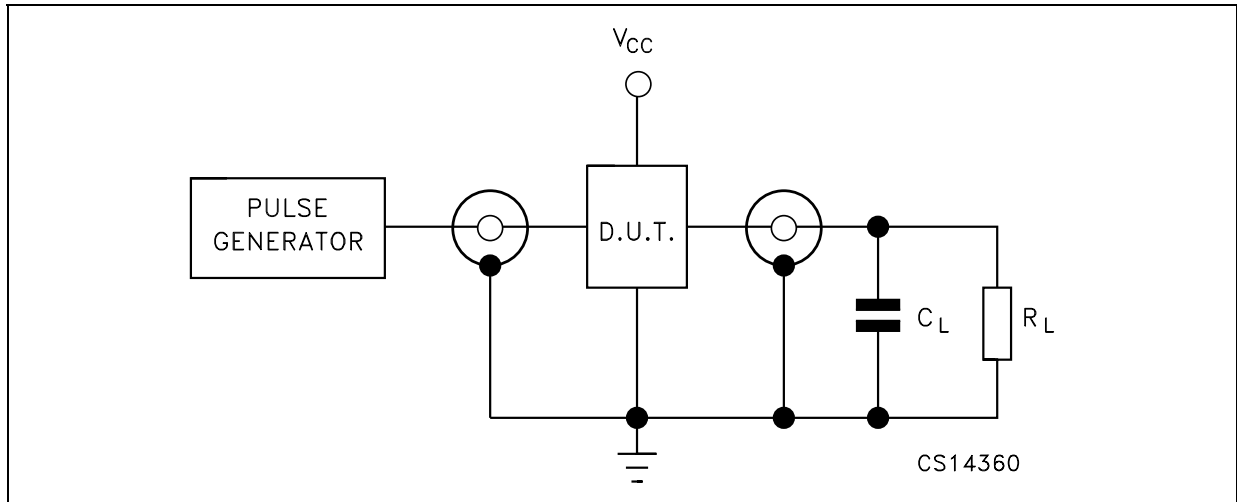 VCC
PULSE
GENERATOR
D.U.T.
CL
RL
CS14360